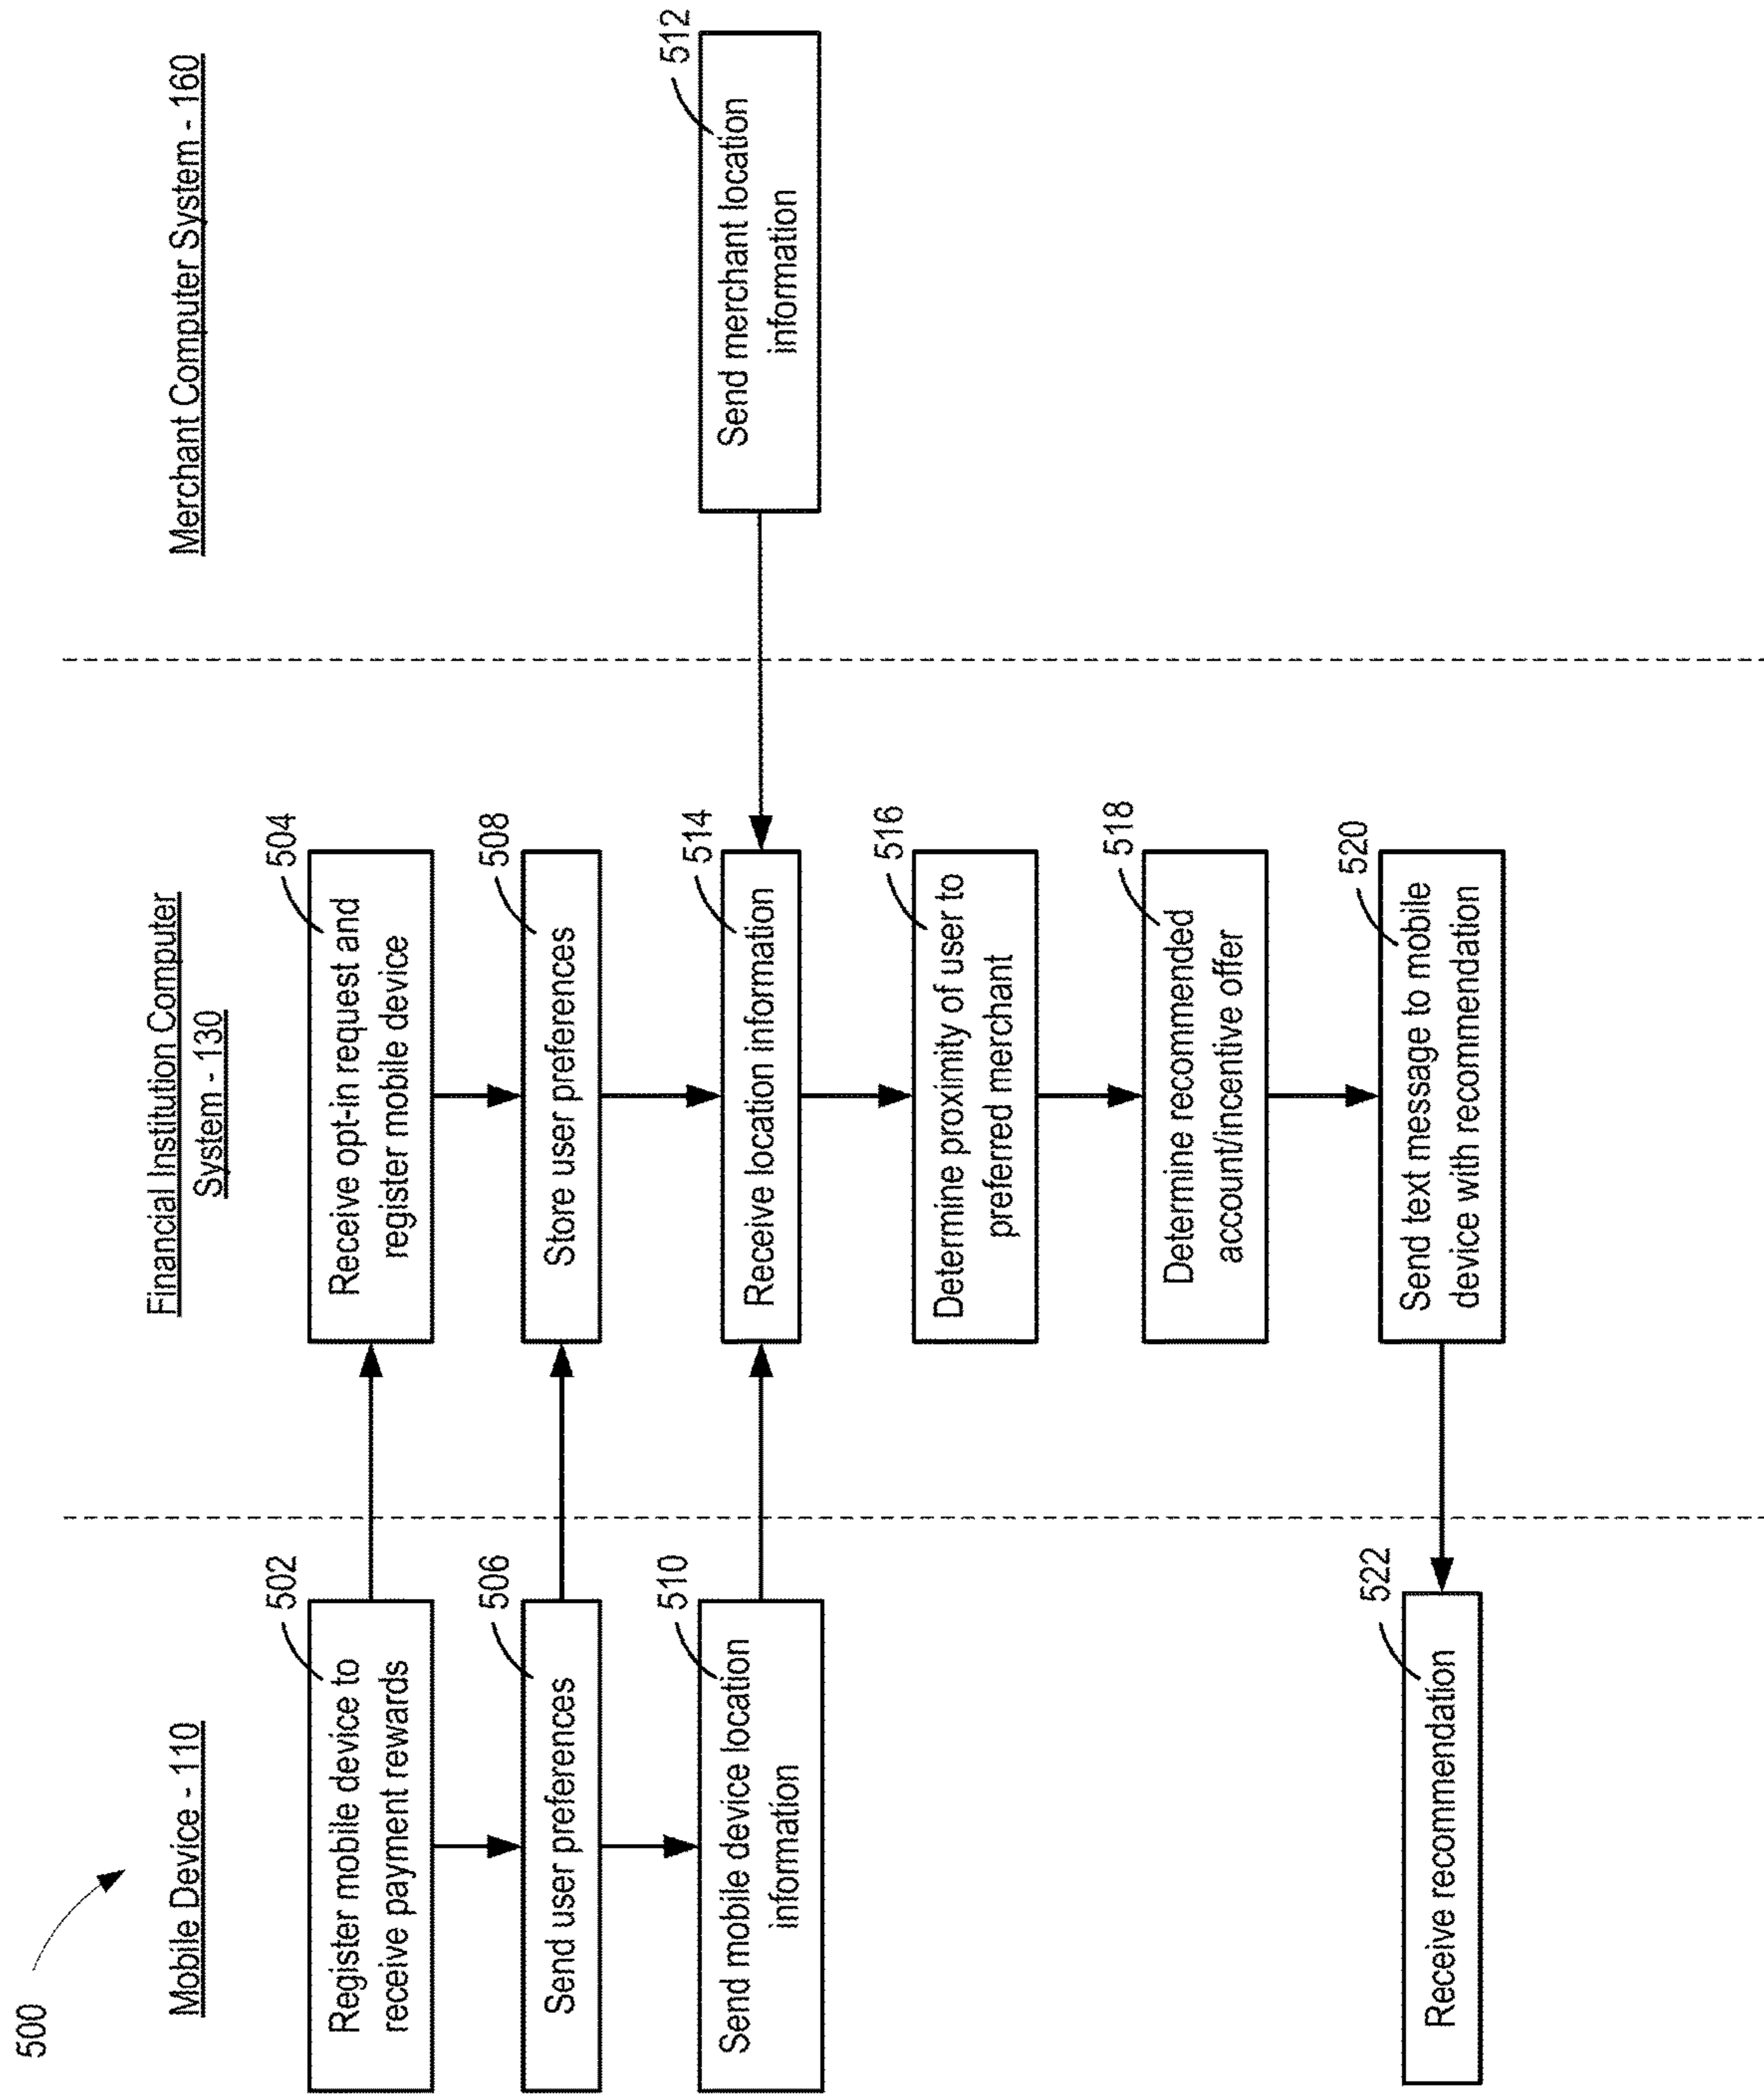 500
Mobile Device - 110
Financial Institution Computer
System - 130
Merchant Computer System - 160
502
Register mobile device to
receive payment rewards
504
Receive opt-in request and
register mobile device
506
Send user preferences
508
Store user preferences
510
Send mobile device location
information
514
Receive location information
512
Send merchant location
information
516
Determine proximity of user to
preferred merchant
518
Determine recommended
account/incentive offer
520
Send text message to mobile
device with recommendation
522
Receive recommendation